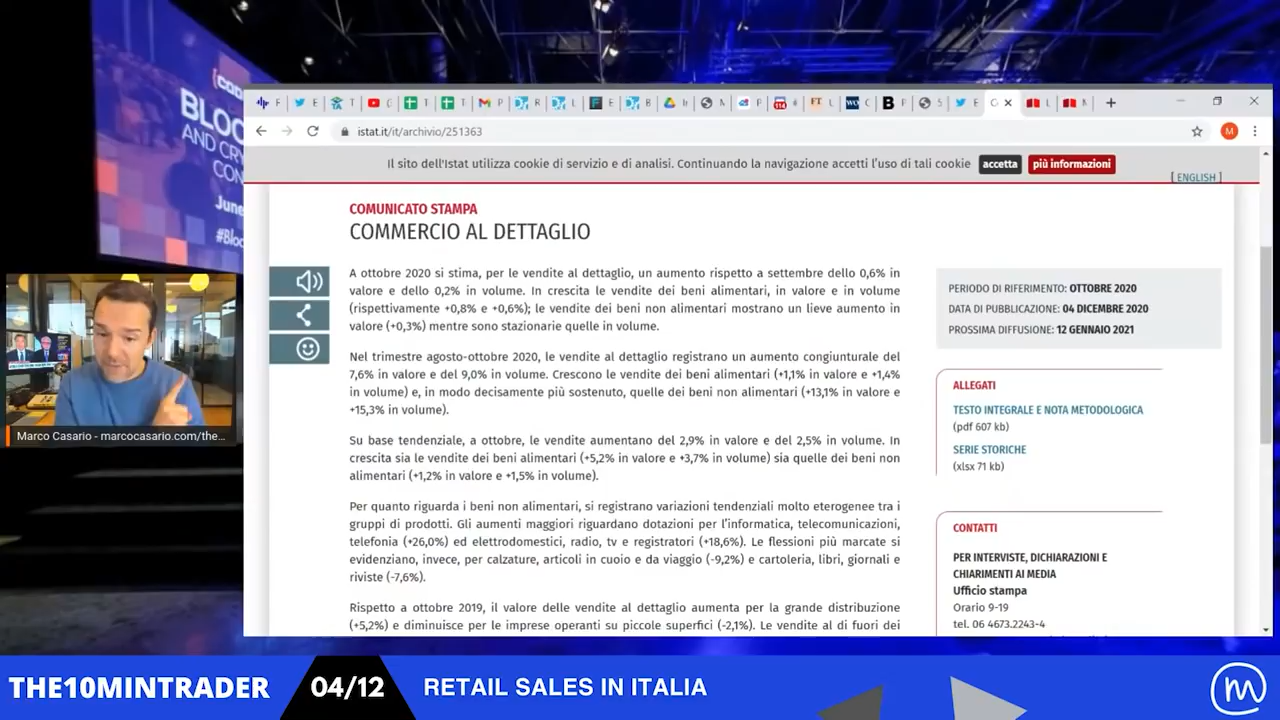 BLOC
AND CRY
CON
June
#Bloc
istat.it/it/archivio/251363
Il sito dell'Istat utilizza cookie di servizio e di analisi. Continuando la navigazione accetti l'uso di tali cookie accetta più informazioni
[ ENGLISH ]
COMUNICATO STAMPA
COMMERCIO AL DETTAGLIO
A ottobre 2020 si stima, per le vendite al dettaglio, un aumento rispetto a settembre dello 0,6% in
valore e dello 0,2% in volume. In crescita le vendite dei beni alimentari, in valore e in volume
(rispettivamente +0,8% e +0,6%); le vendite dei beni non alimentari mostrano un lieve aumento in
valore (+0,3%) mentre sono stazionarie quelle in volume.
Nel trimestre agosto-ottobre 2020, le vendite al dettaglio registrano un aumento congiunturale del
7,6% in valore e del 9,0% in volume. Crescono le vendite dei beni alimentari (+1,1% in valore e +1,4%
in volume) e, in modo decisamente più sostenuto, quelle dei beni non alimentari (+13,1% in valore e
+15,3% in volume).
Su base tendenziale, a ottobre, le vendite aumentano del 2,9% in valore e del 2,5% in volume. In
crescita sia le vendite dei beni alimentari (+5,2% in valore e +3,7% in volume) sia quelle dei beni non
alimentari (+1,2% in valore e +1,5% in volume).
Per quanto riguarda i beni non alimentari, si registrano variazioni tendenziali molto eterogenee tra i
gruppi di prodotti. Gli aumenti maggiori riguardano dotazioni per l'informatica, telecomunicazioni,
telefonia (+26,0%) ed elettrodomestici, radio, tv e registratori (+18,6%). Le flessioni più marcate si
evidenziano, invece, per calzature, articoli in cuoio e da viaggio (-9,2%) e cartoleria, libri, giornali e
riviste (-7,6%).
Rispetto a ottobre 2019, il valore delle vendite al dettaglio aumenta per la grande distribuzione
(+5,2%) e diminuisce per le imprese operanti su piccole superfici (-2,1%). Le vendite al di fuori dei
PERIODO DI RIFERIMENTO: OTTOBRE 2020
DATA DI PUBBLICAZIONE: 04 DICEMBRE 2020
PROSSIMA DIFFUSIONE: 12 GENNAIO 2021
ALLEGATI
TESTO INTEGRALE E NOTA METODOLOGICA
(pdf 607 kb)
SERIE STORICHE
(xlsx 71 kb)
CONTATTI
PER INTERVISTE, DICHIARAZIONI E
CHIARIMENTI AI MEDIA
Ufficio stampa
Orario 9-19
tel. 06 4673.2243-4
Marco Casario - marcocasario.com/the...
THE10MINTRADER
04/12
RETAIL SALES IN ITALIA
m